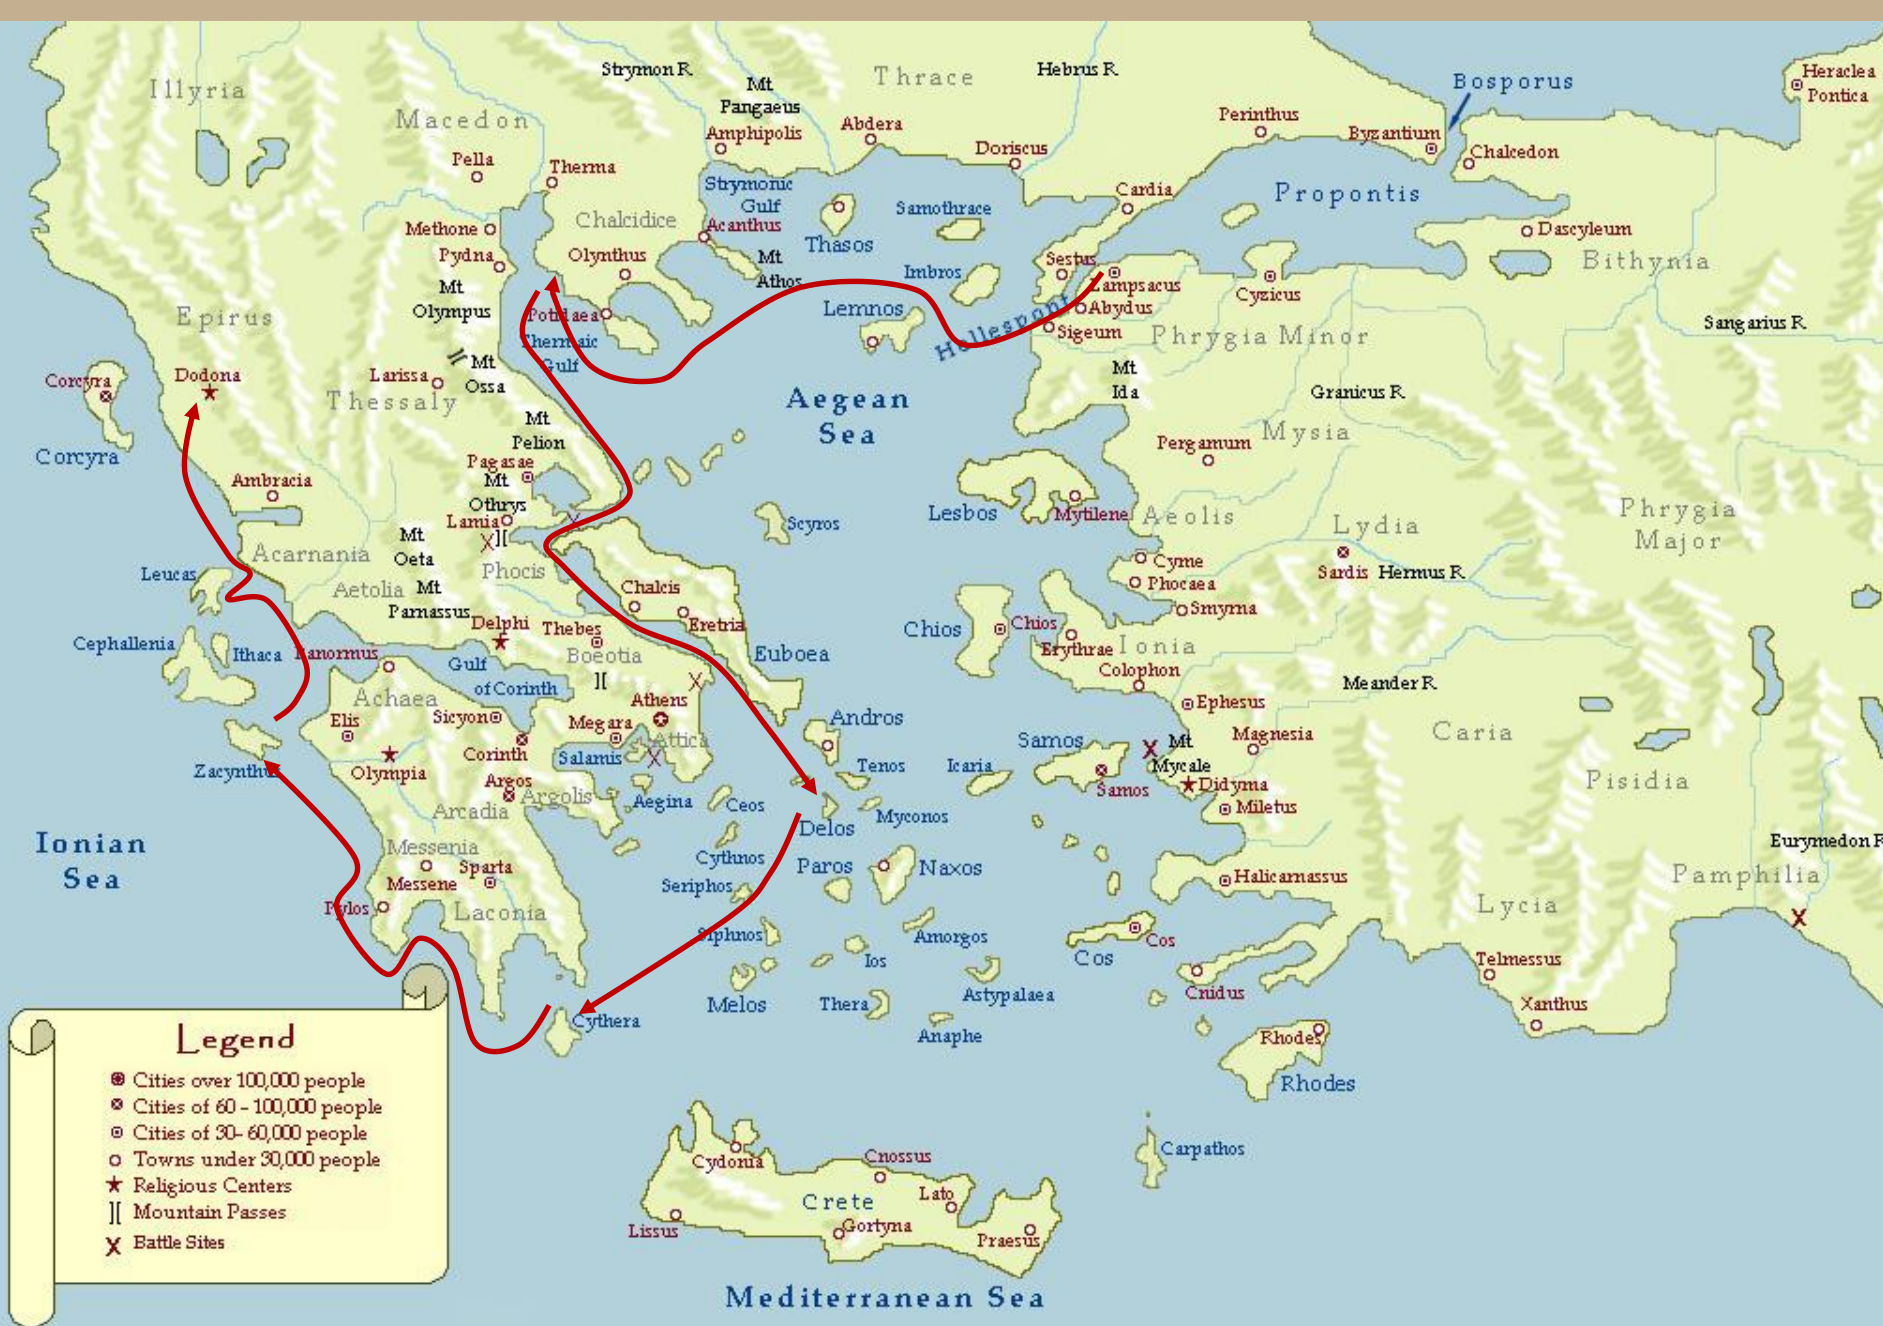 Illyria
Macedon
Strymon R.
Mt
Pangaeus
Thrace
Hebrus R.
Bosporus
Heraclea
Pontica
Amphipolis
Abdera
Doriscus
Perinthus
Byzantium
Chalcedon
Pella
Therma
Strymonic
Gulf
Cardia
Propontis
Methone
Chalcidice
Acanthus
Thasos
Samothrace
Dascyleum
Bithynia
Pydna
Olynthus
Mt
Athos
Imbros
Sestus
Lampsacus
Cyzicus
Mt
Olympus
Epirus
Potidaea
Lemnos
Hellespont
Abydus
Sigeum
Phrygia Minor
Sangarius R.
Thermaic
Gulf
Corcyra
Dodona
Larissa
Mt
Ossa
Thessaly
Aegean
Sea
Mt
Ida
Granicus R.
Corcyra
Mt
Pelion
Pergamum
Mysia
Ambracia
Pagasae
Mt
Othrys
Lamia
Scyros
Lesbos
Mytilene
Aeolis
Lydia
Phrygia
Major
Acarnania
Mt
Oeta
Phocis
Cyme
Phocaea
Sardis
Hermus R.
Leucas
Aetolia
Mt
Parnassus
Chalcis
Smyrna
Delphi
Thebes
Eretria
Chios
Chios
Erythrae
Ionia
Cephallenia
Ithaca
Panormus
Gulf
of Corinth
Boeotia
Euboea
Colophon
Meander R.
Achaea
Athens
Ephesus
Elis
Sicyon
Megara
Attica
Andros
Samos
Mt
Mycale
Magnesia
Caria
Zacynthus
Olympia
Corinth
Salamis
Tenos
Icaria
Samos
Didyma
Pisidia
Argos
Argolis
Arcadia
Aegina
Ceos
Delos
Myconos
Miletus
Ionian
Sea
Messenia
Messene
Sparta
Cythnos
Seriphos
Paros
Naxos
Halicarnassus
Eurymedon R
Pamphilia
Pylos
Laconia
Siphnos
Amorgos
Cos
Cos
Lycia
Ios
Telmessus
Melos
Thera
Astypalaea
Cnidus
Xanthus
Cythera
Anaphe
Rhodes
Rhodes
Legend
Cities over 100,000 people
Cities of 60 - 100,000 people
Cities of 30- 60,000 people
Towns under 30,000 people
Religious Centers
][ Mountain Passes
X Battle Sites
Carpathos
Cydonia
Cnossus
Crete
Lato
Lissus
Gortyna
Praesus
Mediterranean Sea